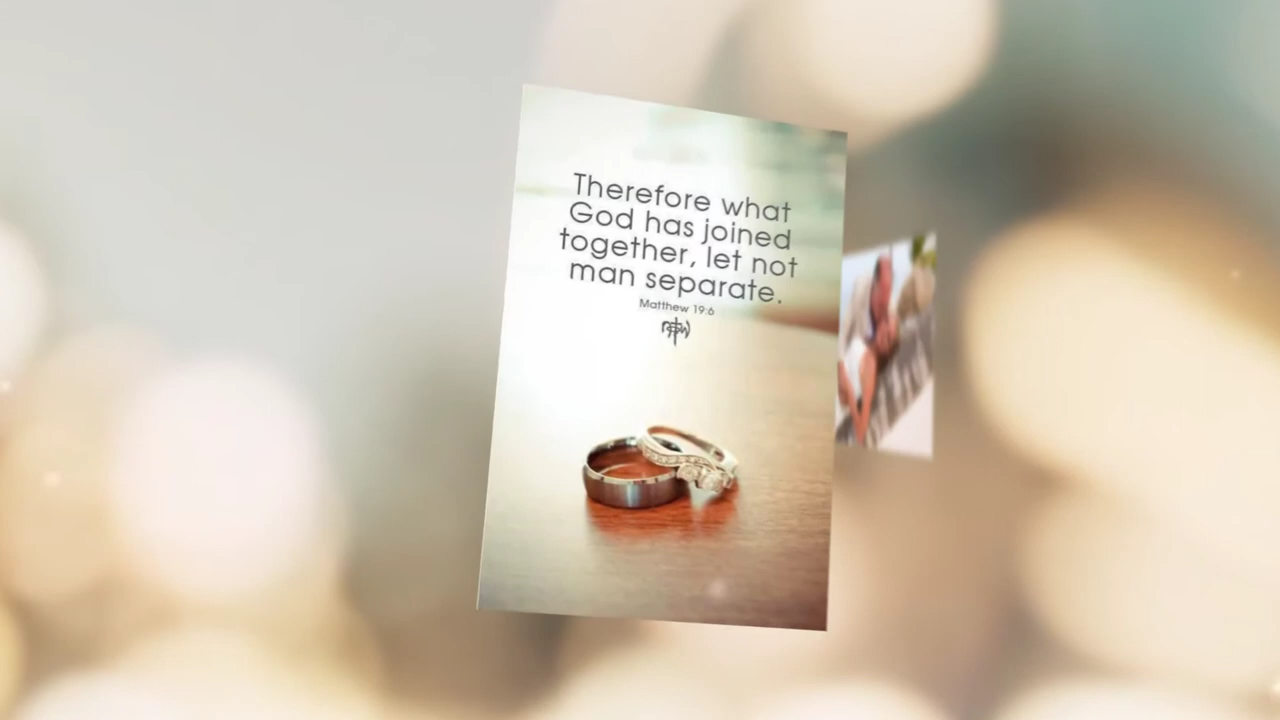 Therefore what
God has joined
together, let not
man separate.
Matthew 19:6